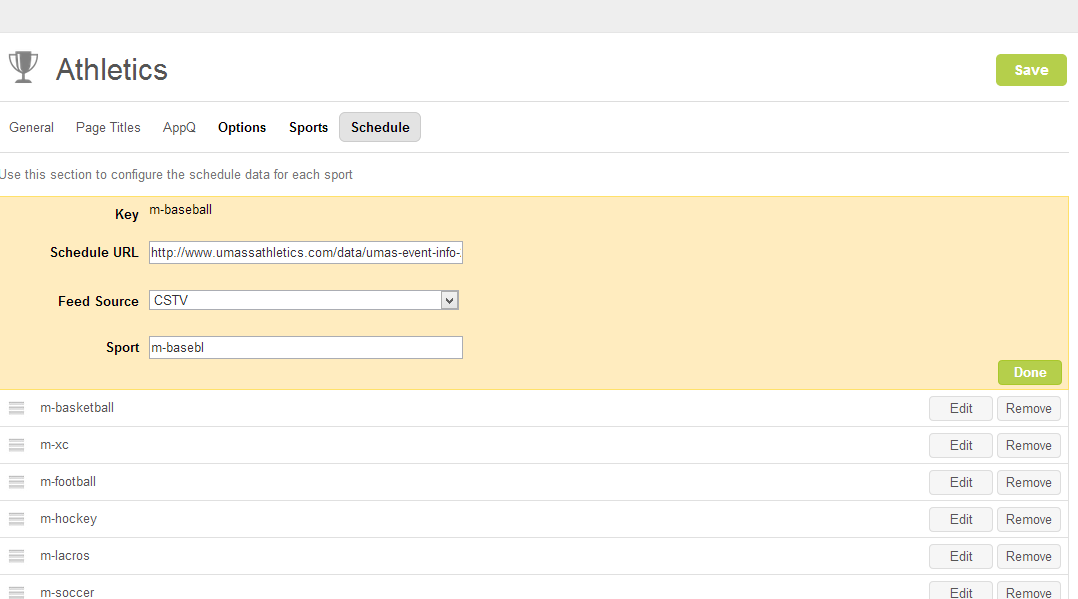 Athletics
Save
General Page Titles AppQ Options Sports Schedule
Use this section to configure the schedule data for each sport
Key m-baseball
Schedule URL http://www.umassathletics.com/data/umas-event-info-
Feed Source CSTV
Sport m-basebl
Done
m-basketball Edit Remove
m-xc Edit Remove
m-football Edit Remove
m-hockey Edit Remove
m-lacros Edit Remove
m-soccer Edit Remove